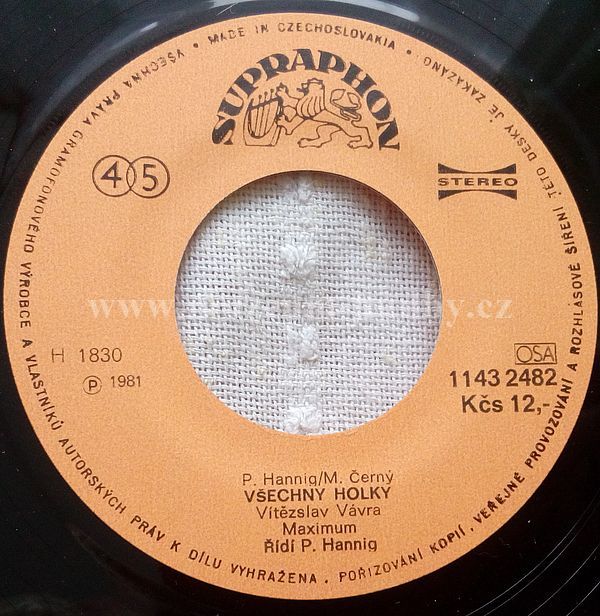 MADE IN CZECHOSLOVAKIA • VŠECHNA PRÁVA GRAMOFONOVÉHO VÝROBCE A VLASTNÍKŮ AUTORSKÝCH PRÁV K DÍLU VYHRAŽENA. POŘIZOVÁNÍ KOPIÍ, VEŘEJNÉ PROVOZOVÁNÍ A ROZHLASOVÉ ŠÍŘENÍ TÉTO DESKY JE ZAKÁZÁNO •
SUPRAPHON
45
STEREO
www. .cz
H 1830
OSA
℗ 1981
1143 2482
Kčs 12,-
P. Hannig/M. Černý
VŠECHNY HOLKY
Vítězslav Vávra
Maximum
Řídí P. Hannig